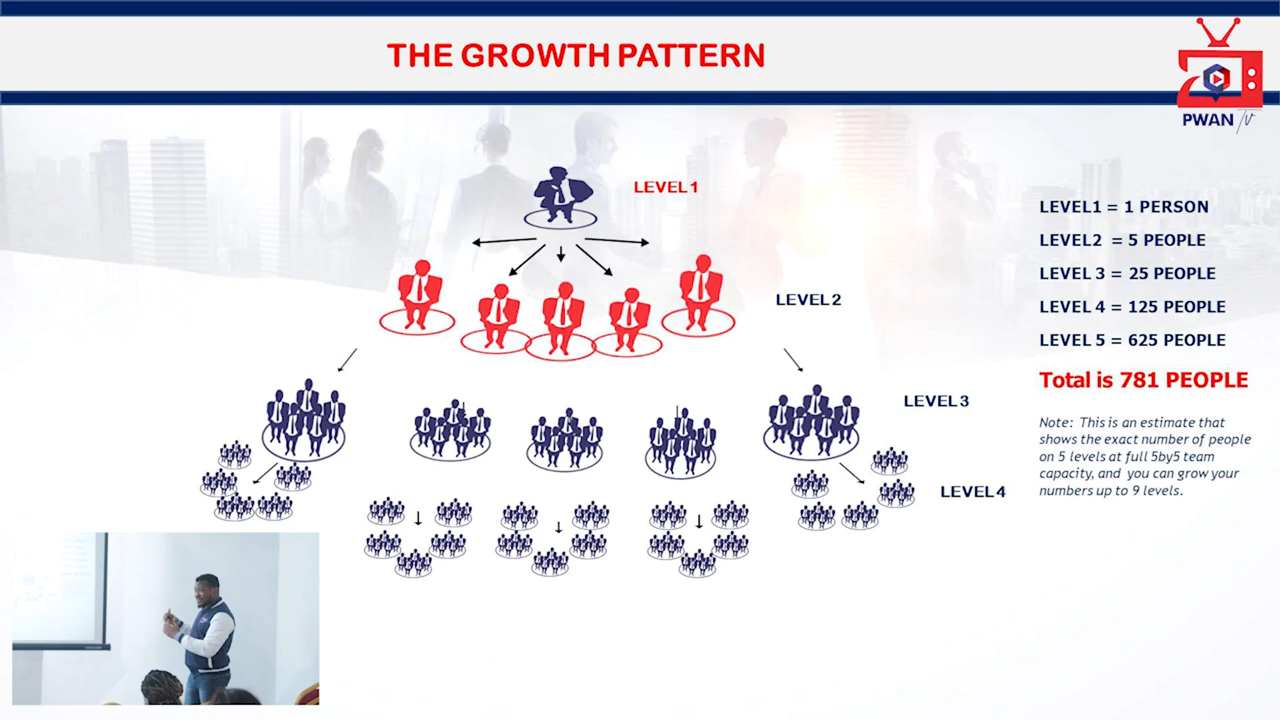 THE GROWTH PATTERN
PWAN TV
LEVEL 1
LEVEL 2
LEVEL 3
LEVEL 4
LEVEL1 = 1 PERSON
LEVEL2 = 5 PEOPLE
LEVEL 3 = 25 PEOPLE
LEVEL 4 = 125 PEOPLE
LEVEL 5 = 625 PEOPLE
Total is 781 PEOPLE
Note: This is an estimate that
shows the exact number of people
on 5 levels at full 5by5 team
capacity, and you can grow your
numbers up to 9 levels.